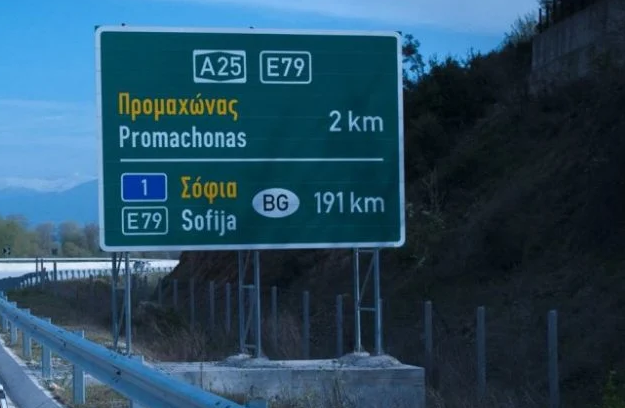 A25 E79
Προμαχώνας
Promachonas 2 km
1 Σόφια
E79 Sofija BG 191 km